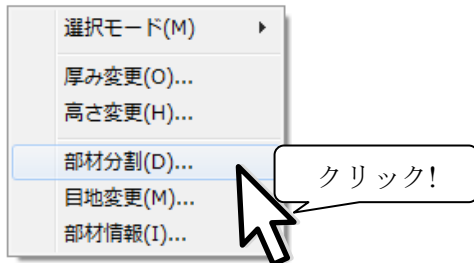 選択モード(M)
厚み変更(O)...
高さ変更(H)...
部材分割(D)...
クリック!
目地変更(M)...
部材情報(I)...